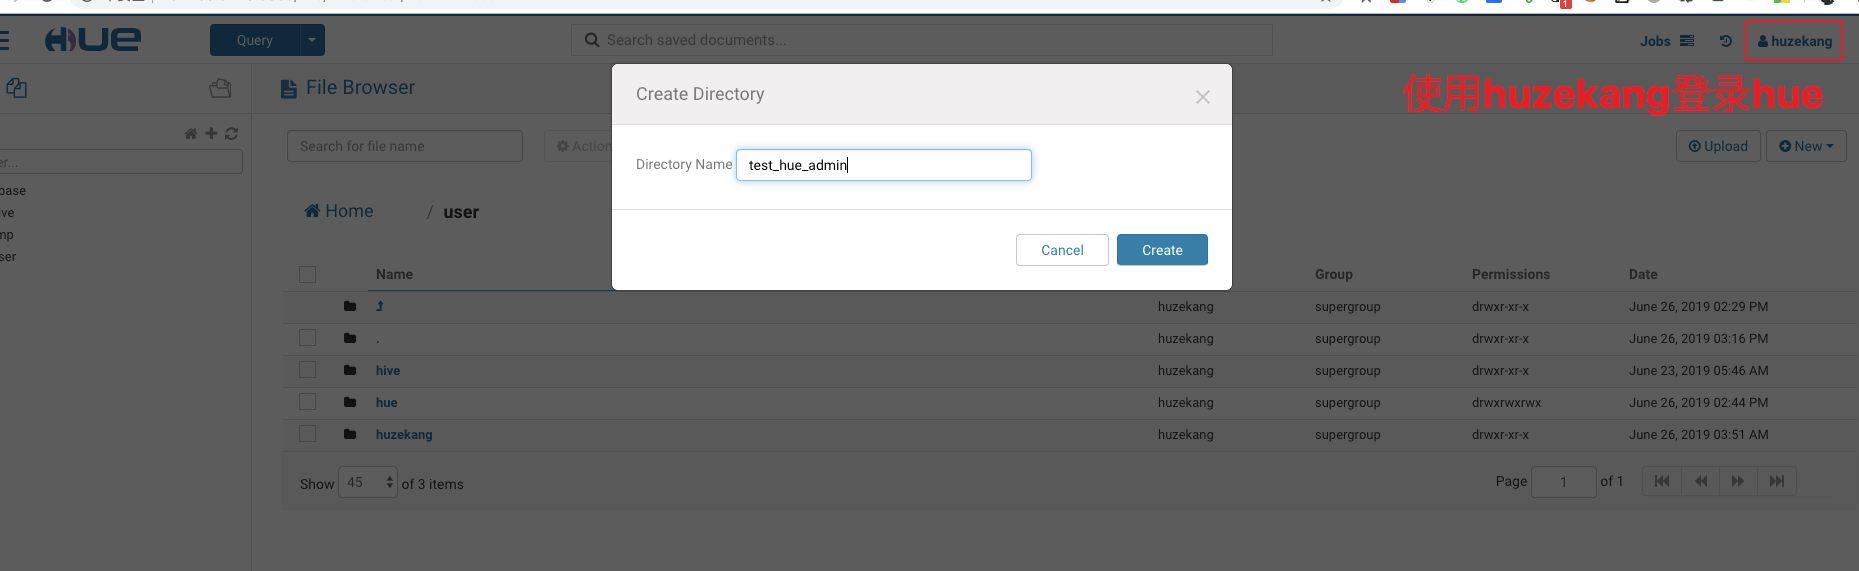 HUE
Query
Search saved documents...
Jobs
huzekang
使用huzekang登录hue
File Browser
Create Directory
Search for file name
Action
Directory Name
test_hue_admin
Upload
New
Home / user
Cancel
Create
Name
Group
Permissions
Date
huzekang
supergroup
drwxr-xr-x
June 26, 2019 02:29 PM
.
huzekang
supergroup
drwxr-xr-x
June 26, 2019 03:16 PM
hive
huzekang
supergroup
drwxr-xr-x
June 23, 2019 05:46 AM
hue
huzekang
supergroup
drwxrwxrwx
June 26, 2019 02:44 PM
huzekang
huzekang
supergroup
drwxr-xr-x
June 26, 2019 03:51 AM
Show 45 of 3 items
Page 1 of 1